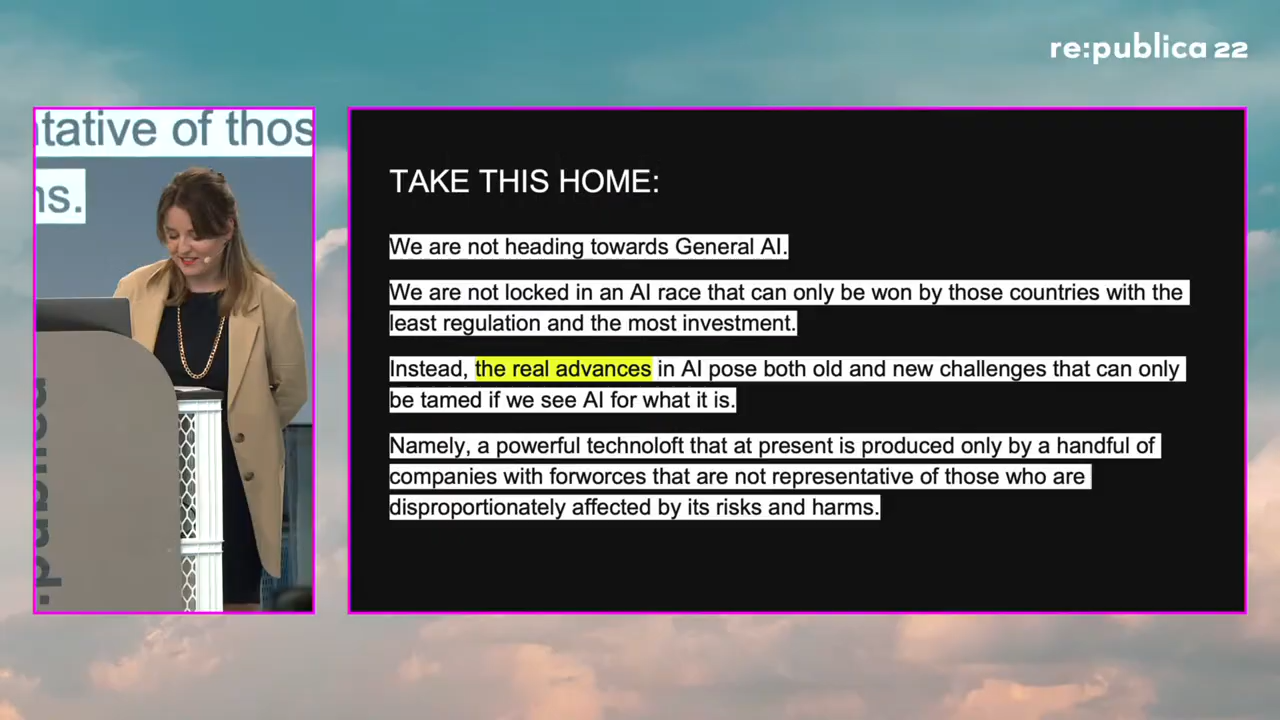 re:publica 22
tative of thos
ns.
TAKE THIS HOME:
We are not heading towards General AI.
We are not locked in an AI race that can only be won by those countries with the
least regulation and the most investment.
Instead, the real advances in AI pose both old and new challenges that can only
be tamed if we see AI for what it is.
Namely, a powerful technoloft that at present is produced only by a handful of
companies with forworces that are not representative of those who are
disproportionately affected by its risks and harms.
:publica